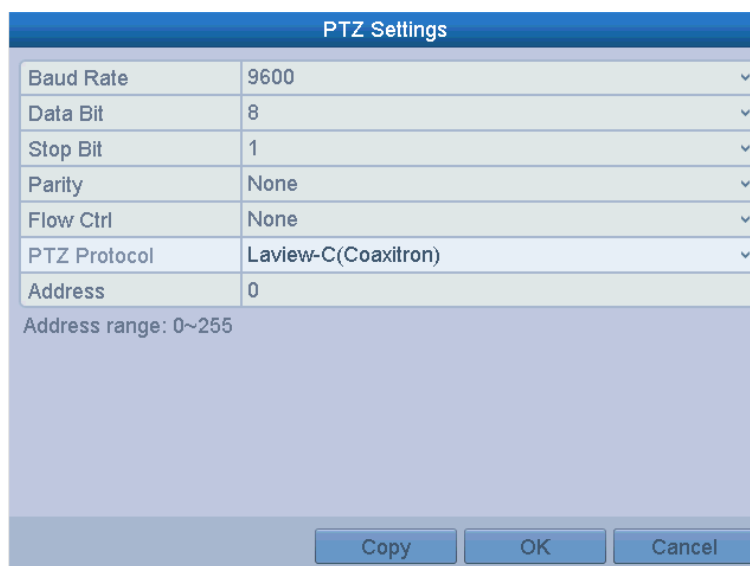 PTZ Settings
Baud Rate 9600
Data Bit 8
Stop Bit 1
Parity None
Flow Ctrl None
PTZ Protocol Laview-C(Coaxitron)
Address 0
Address range: 0~255
Copy OK Cancel